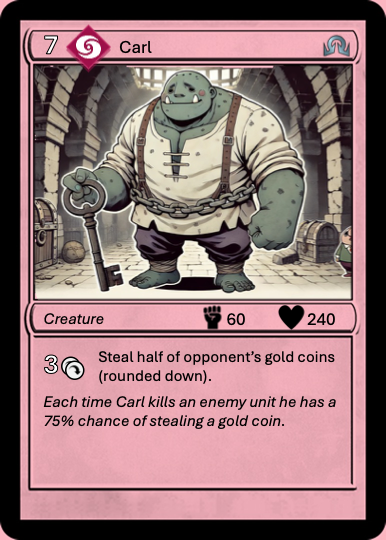 7 Carl
Creature 60 240
3 Steal half of opponent's gold coins
(rounded down).
Each time Carl kills an enemy unit he has a
75% chance of stealing a gold coin.